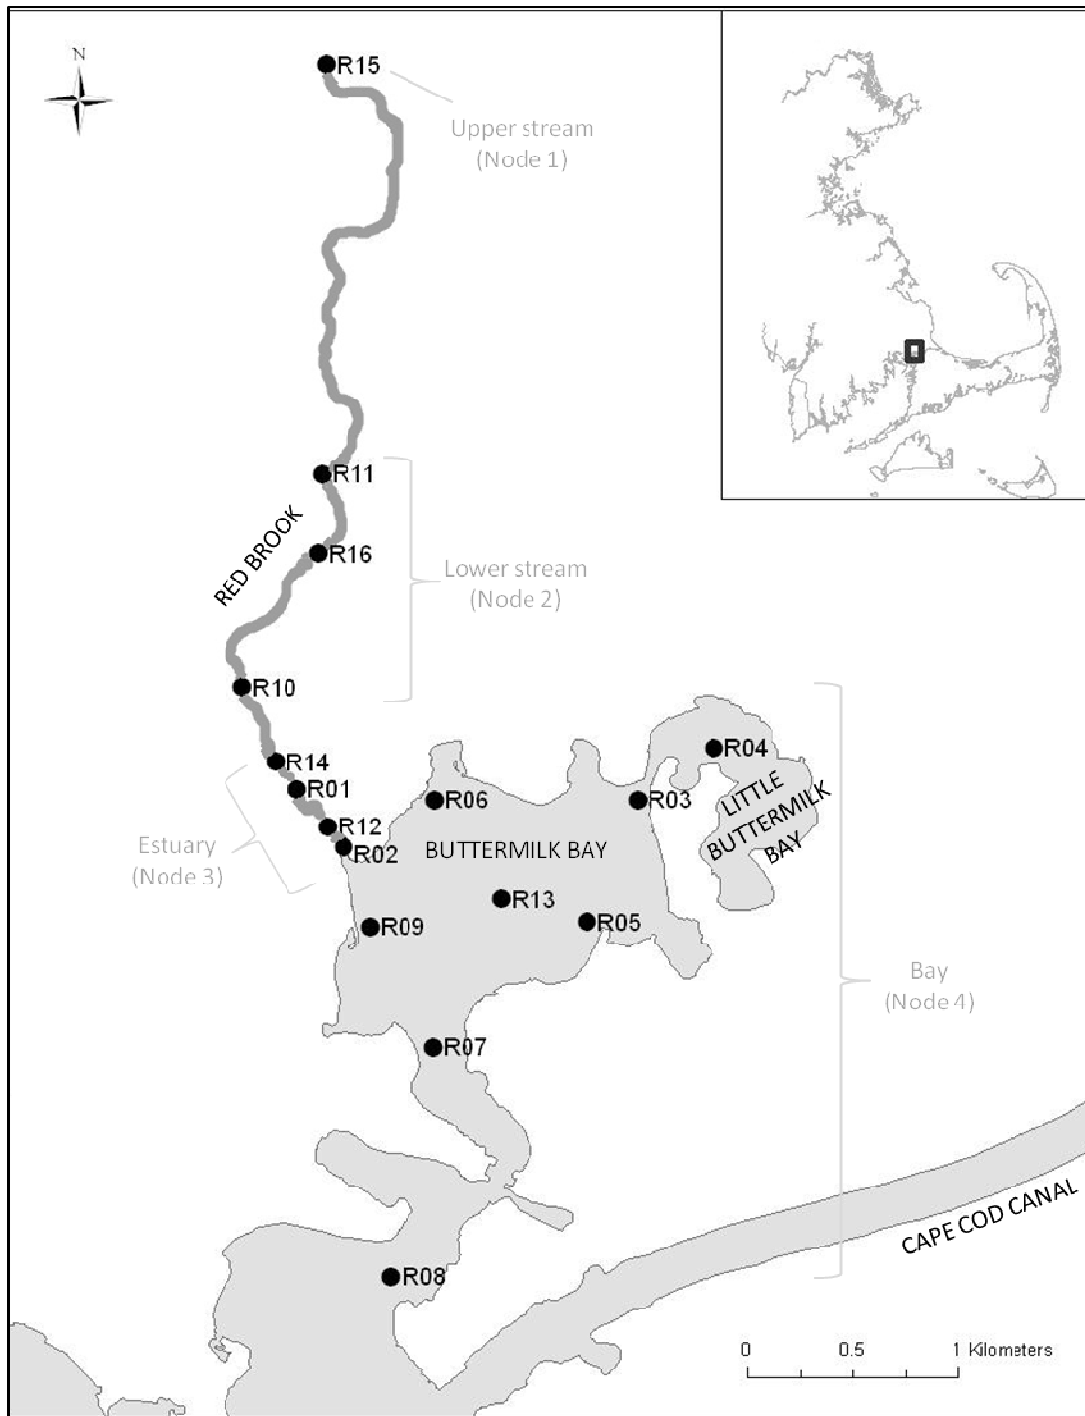 N
R15
Upper stream
(Node 1)
R11
RED BROOK
R16
Lower stream
(Node 2)
R10
R14
R04
R01
R06
R03
LITTLE
BUTTERMILK
BAY
R12
Estuary
(Node 3)
R02
BUTTERMILK BAY
R13
R09
R05
Bay
(Node 4)
R07
CAPE COD CANAL
R08
0 0.5 1 Kilometers